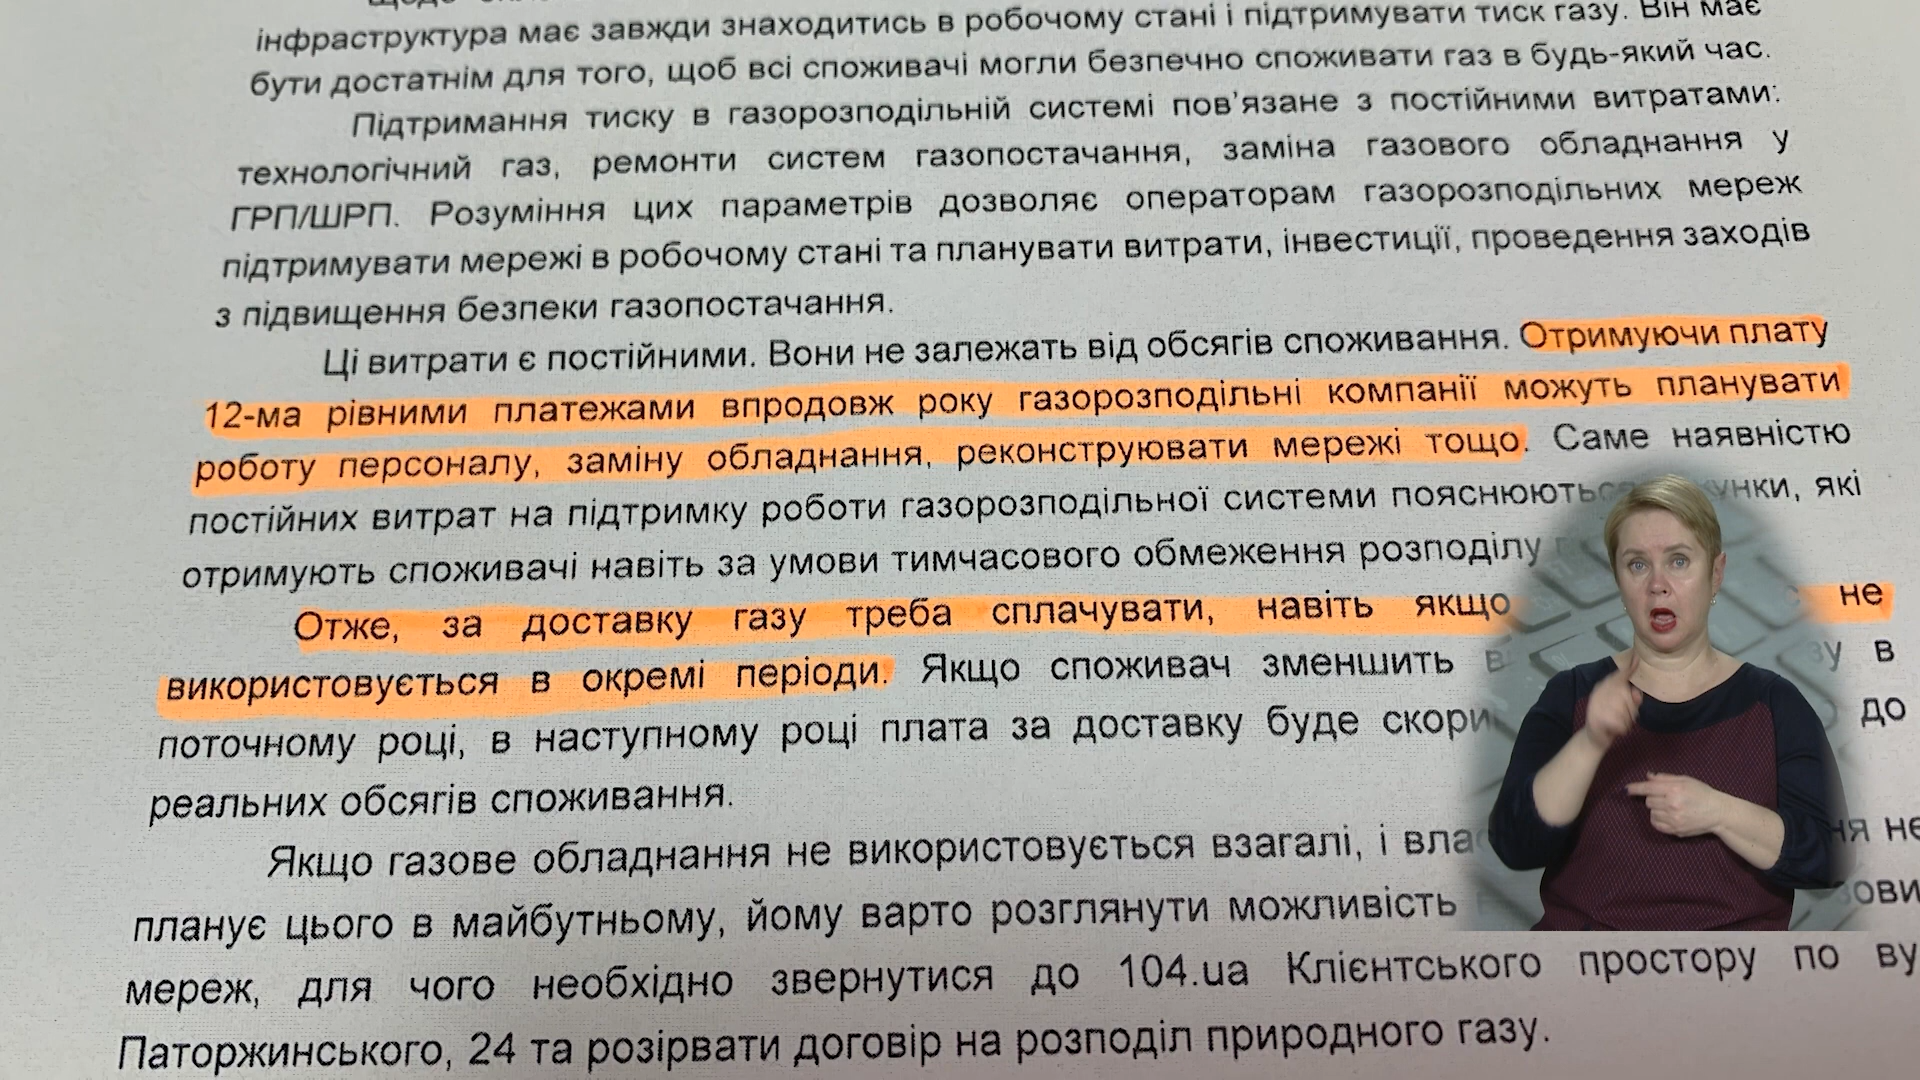 інфраструктура має завжди знаходитись в робочому стані і підтримувати тиск газу. Він має
бути достатнім для того, щоб всі споживачі могли безпечно споживати газ в будь-який час.
Підтримання тиску в газорозподільній системі пов’язане з постійними витратами:
технологічний газ, ремонти систем газопостачання, заміна газового обладнання у
ГРП/ШРП. Розуміння цих параметрів дозволяє операторам газорозподільних мереж
підтримувати мережі в робочому стані та планувати витрати, інвестиції, проведення заходів
з підвищення безпеки газопостачання.
Ці витрати є постійними. Вони не залежать від обсягів споживання. Отримуючи плату
12-ма рівними платежами впродовж року газорозподільні компанії можуть планувати
роботу персоналу, заміну обладнання, реконструювати мережі тощо. Саме наявністю
постійних витрат на підтримку роботи газорозподільної системи пояснюються які
отримують споживачі навіть за умови тимчасового обмеження розподілу
Отже, за доставку газу треба сплачувати, навіть якщо не
використовується в окремі періоди. Якщо споживач зменшить в
поточному році, в наступному році плата за доставку буде до
реальних обсягів споживання.
Якщо газове обладнання не використовується взагалі, і не
планує цього в майбутньому, йому варто розглянути можливість
мереж, для чого необхідно звернутися до 104.ua Клієнтського простору по ву
Паторжинського, 24 та розірвати договір на розподіл природного газу.